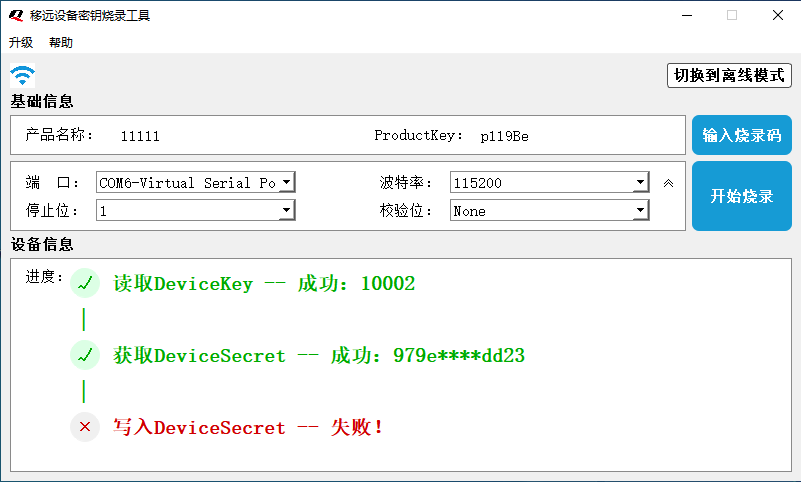 移远设备密钥烧录工具
升级 帮助
切换到离线模式
基础信息
产品名称： 11111 ProductKey： p119Be
输入烧录码
端 口： COM6-Virtual Serial Po 波特率： 115200
开始烧录
停止位： 1 校验位： None
设备信息
进度： 读取DeviceKey -- 成功：10002
获取DeviceSecret -- 成功：979e****dd23
写入DeviceSecret -- 失败！